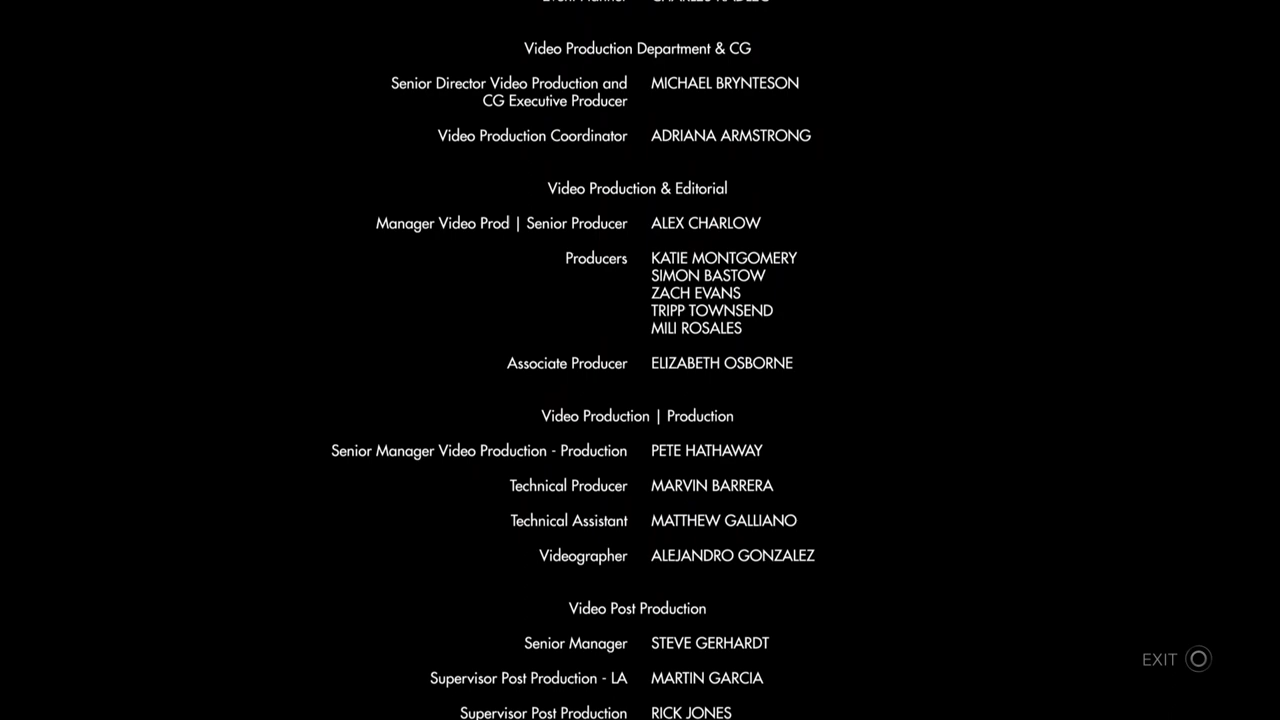 Video Production Department & CG
Senior Director Video Production and MICHAEL BRYNTESON
CG Executive Producer
Video Production Coordinator ADRIANA ARMSTRONG
Video Production & Editorial
Manager Video Prod | Senior Producer ALEX CHARLOW
Producers KATIE MONTGOMERY
SIMON BASTOW
ZACH EVANS
TRIPP TOWNSEND
MILI ROSALES
Associate Producer ELIZABETH OSBORNE
Video Production | Production
Senior Manager Video Production - Production PETE HATHAWAY
Technical Producer MARVIN BARRERA
Technical Assistant MATTHEW GALLIANO
Videographer ALEJANDRO GONZALEZ
Video Post Production
Senior Manager STEVE GERHARDT
EXIT
Supervisor Post Production - LA MARTIN GARCIA
Supervisor Post Production RICK JONES